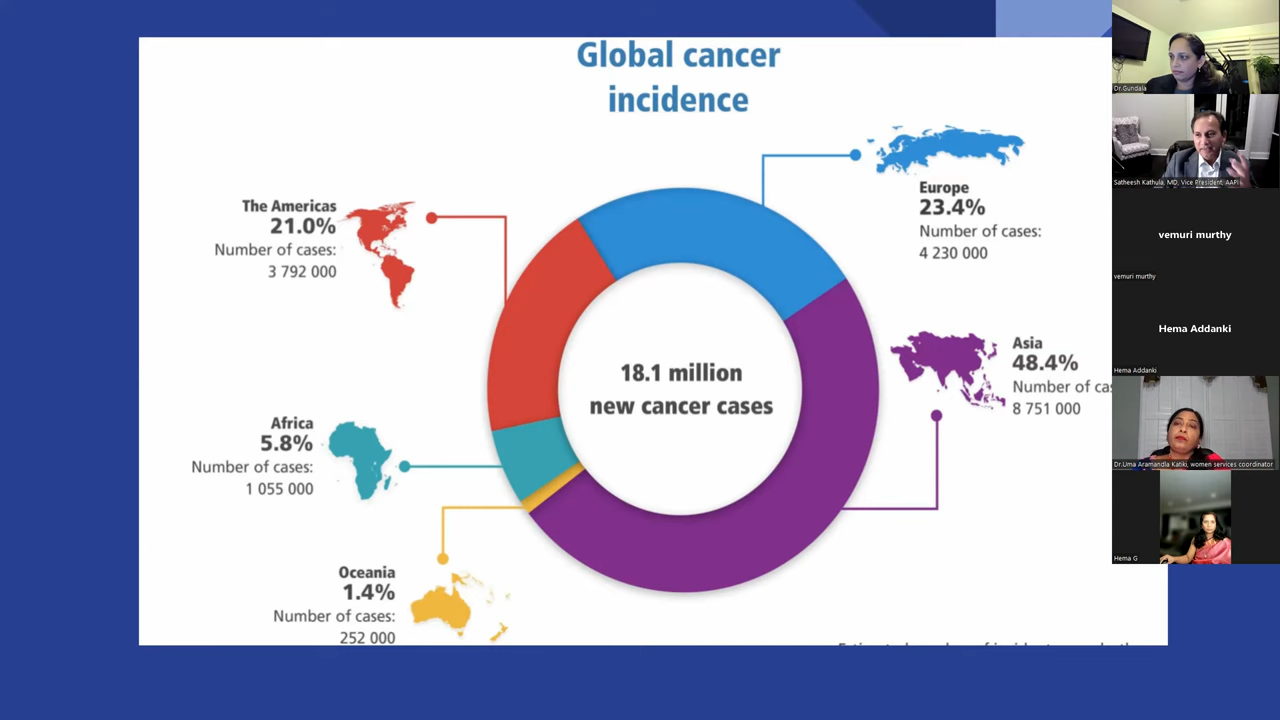 Global cancer
incidence
The Americas
21.0%
Number of cases:
3 792 000
Europe
23.4%
Number of cases:
4 230 000
18.1 million
new cancer cases
Asia
48.4%
Number of
8 751 000
Africa
5.8%
Number of cases:
1 055 000
Oceania
1.4%
Number of cases:
252 000
Dr.Gundala
Satheesh Kathula, MD, Vice President, AAPI
vemuri murthy
vemuri murthy
Hema Addanki
Hema Addanki
Dr.Uma Aramandla Katiki, women services coordinator
Hema G